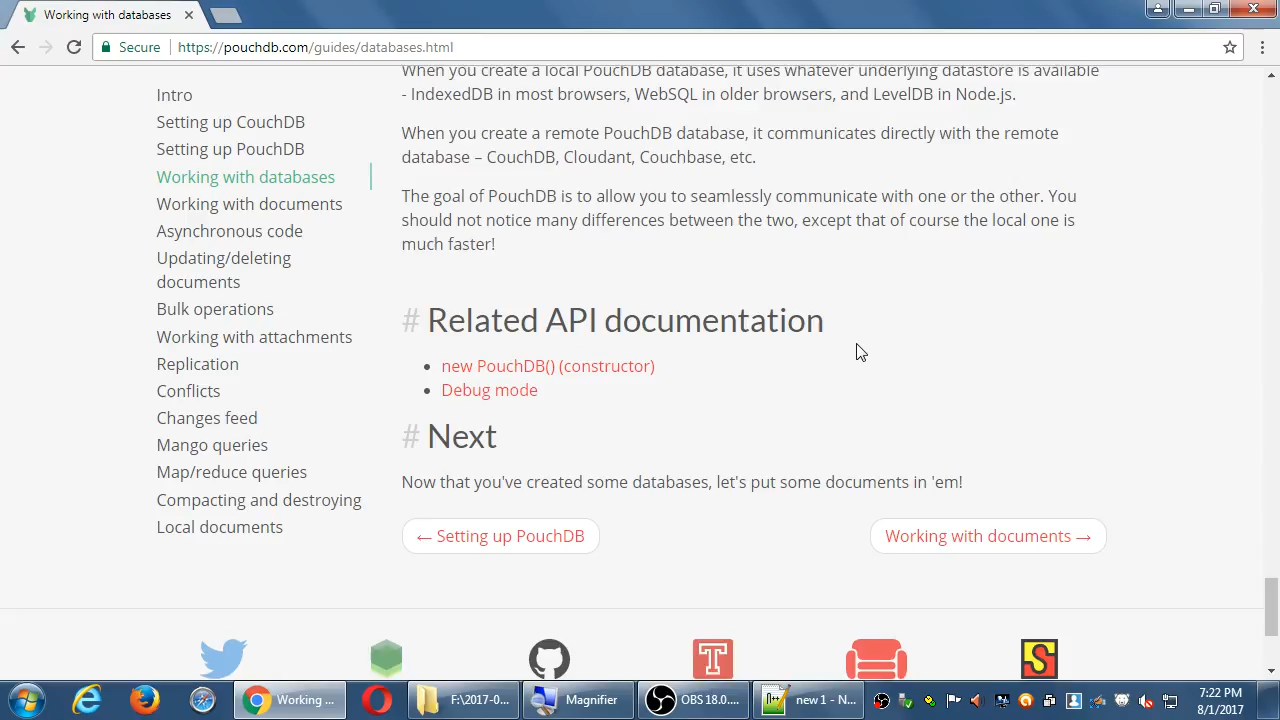 Working with databases
Secure
https://pouchdb.com/guides/databases.html
Intro
Setting up CouchDB
Setting up PouchDB
Working with databases
Working with documents
Asynchronous code
Updating/deleting
documents
Bulk operations
Working with attachments
Replication
Conflicts
Changes feed
Mango queries
Map/reduce queries
Compacting and destroying
Local documents
When you create a local PouchDB database, it uses whatever underlying datastore is available
- IndexedDB in most browsers, WebSQL in older browsers, and LevelDB in Node.js.
When you create a remote PouchDB database, it communicates directly with the remote
database – CouchDB, Cloudant, Couchbase, etc.
The goal of PouchDB is to allow you to seamlessly communicate with one or the other. You
should not notice many differences between the two, except that of course the local one is
much faster!
# Related API documentation
• new PouchDB() (constructor)
• Debug mode
# Next
Now that you've created some databases, let's put some documents in 'em!
← Setting up PouchDB
Working with documents →
Working ...
F:\2017-0...
Magnifier
OBS 18.0....
new 1 - N...
7:22 PM
8/1/2017